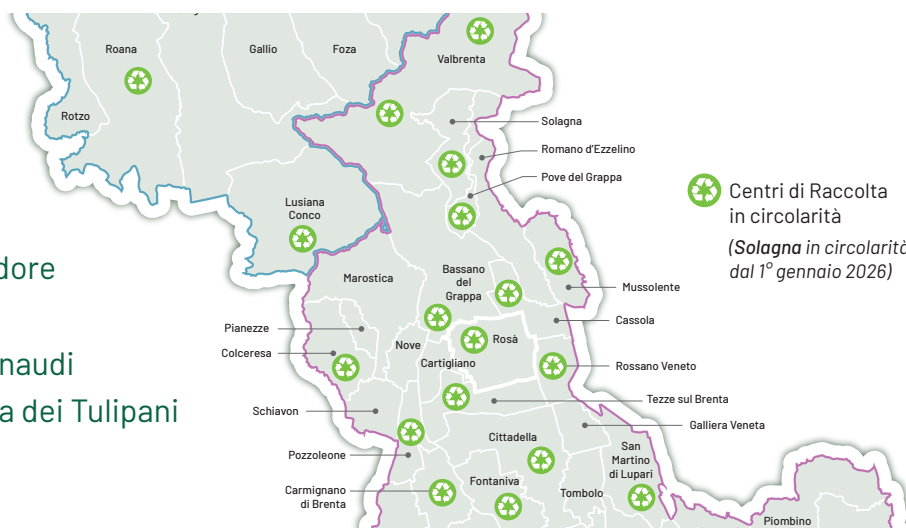 Roana
Gallio
Foza
Valbrenta
Rotzo
Solagna
Romano d'Ezzelino
Pove del Grappa
Lusiana
Conco
Centri di Raccolta
in circolarità
(Solagna in circolarità
dal 1° gennaio 2026)
dore
Marostica
Bassano
del
Grappa
Mussolente
Cassola
Pianezze
Colceresa
Nove
Rosà
Cartigliano
Rossano Veneto
naudi
a dei Tulipani
Tezze sul Brenta
Schiavon
Galliera Veneta
Cittadella
San
Martino
di Lupari
Pozzoleone
Fontaniva
Tombolo
Carmignano
di Brenta
Piombino